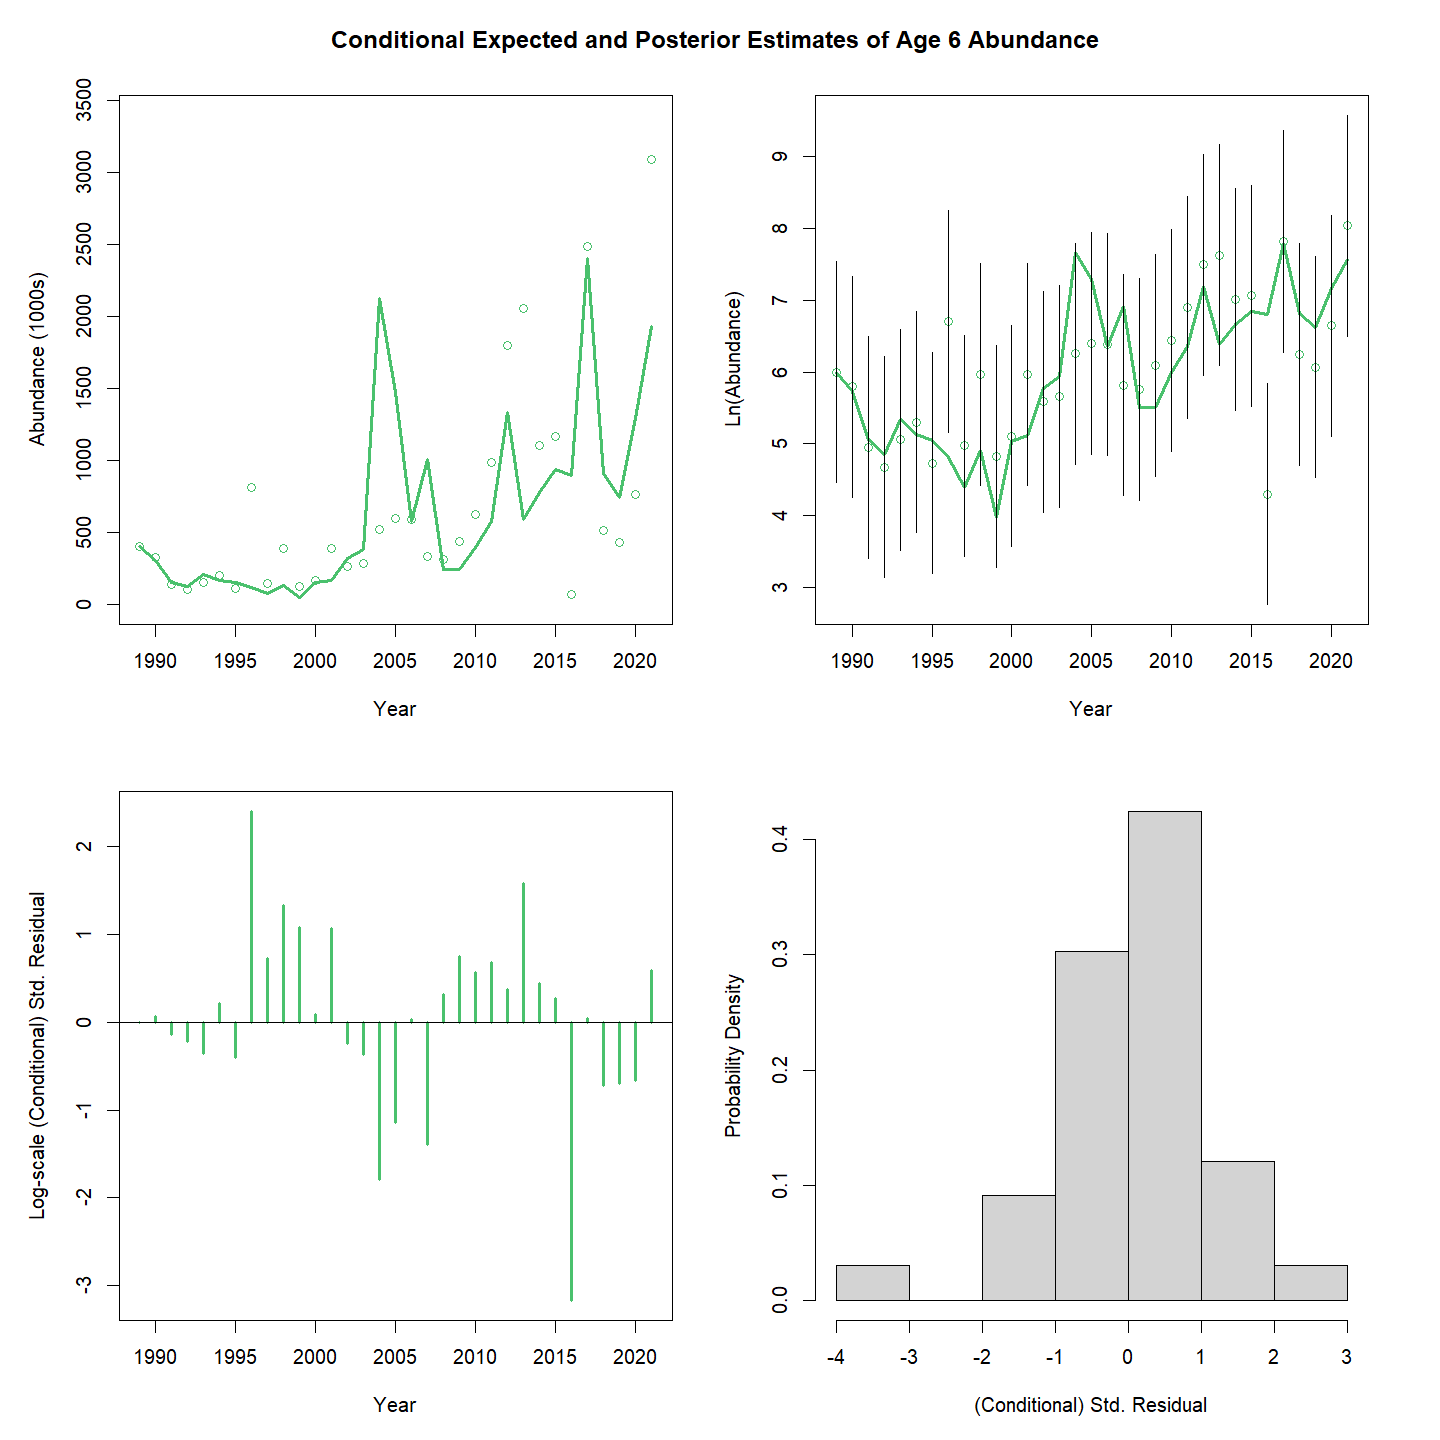 Conditional Expected and Posterior Estimates of Age 6 Abundance
Abundance (1000s)
3500
3000
2500
2000
1500
1000
500
0
1990 1995 2000 2005 2010 2015 2020
Year
Ln(Abundance)
9
8
7
6
5
4
3
1990 1995 2000 2005 2010 2015 2020
Year
Log-scale (Conditional) Std. Residual
2
1
0
-1
-2
-3
1990 1995 2000 2005 2010 2015 2020
Year
Probability Density
0.4
0.3
0.2
0.1
0.0
-4 -3 -2 -1 0 1 2 3
(Conditional) Std. Residual